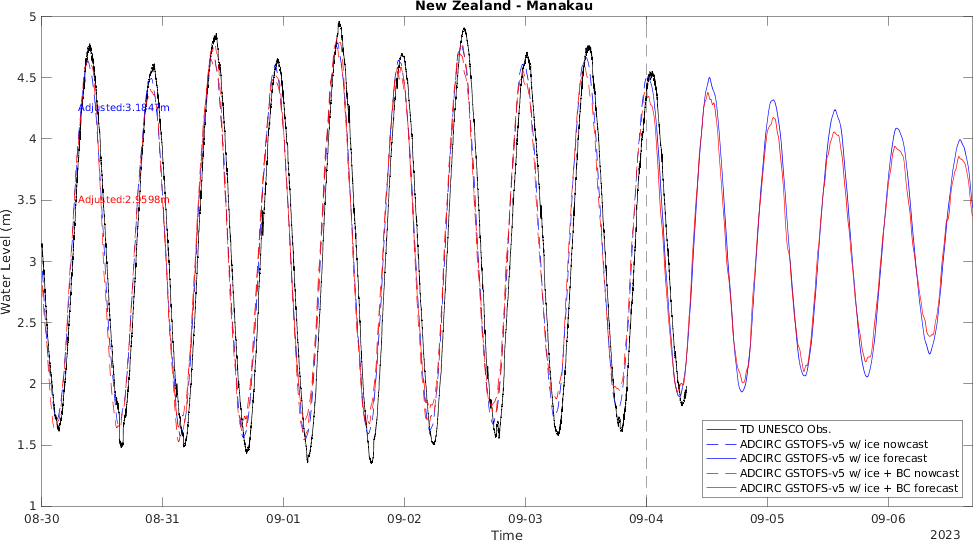 New Zealand - Manakau
5
4.5
4
3.5
3
2.5
2
1.5
1
Water Level (m)
Adjusted:3.1847m
Adjusted:2.9598m
TD UNESCO Obs.
ADCIRC GSTOFS-v5 w/ ice nowcast
ADCIRC GSTOFS-v5 w/ ice forecast
ADCIRC GSTOFS-v5 w/ ice + BC nowcast
ADCIRC GSTOFS-v5 w/ ice + BC forecast
08-30 08-31 09-01 09-02 09-03 09-04 09-05 09-06
Time
2023